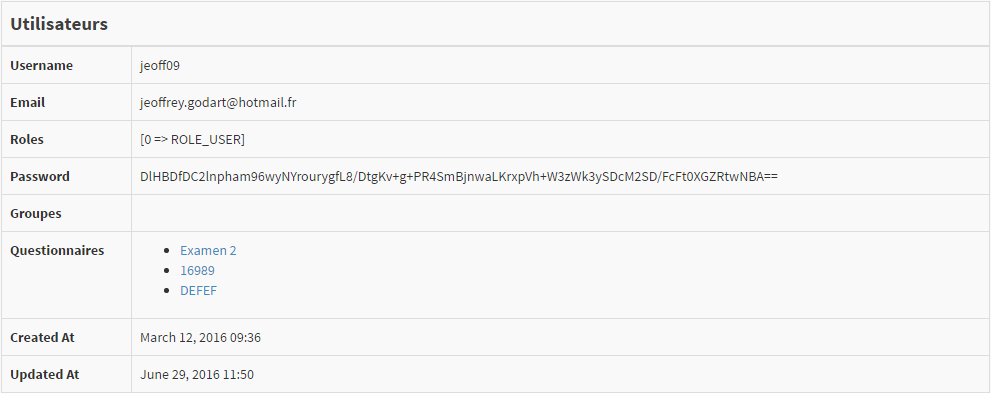 Utilisateurs
Username jeoff09
Email jeoffrey.godart@hotmail.fr
Roles [0 => ROLE_USER]
Password DlHBDfDC2lnpham96wyNYrourygfL8/DtgKv+g+PR4SmBjnwaLKrxpVh+W3zWk3ySDcM2SD/FcFt0XGZRtwNBA==
Groupes
Questionnaires
Examen 2
16989
DEFEF
Created At March 12, 2016 09:36
Updated At June 29, 2016 11:50